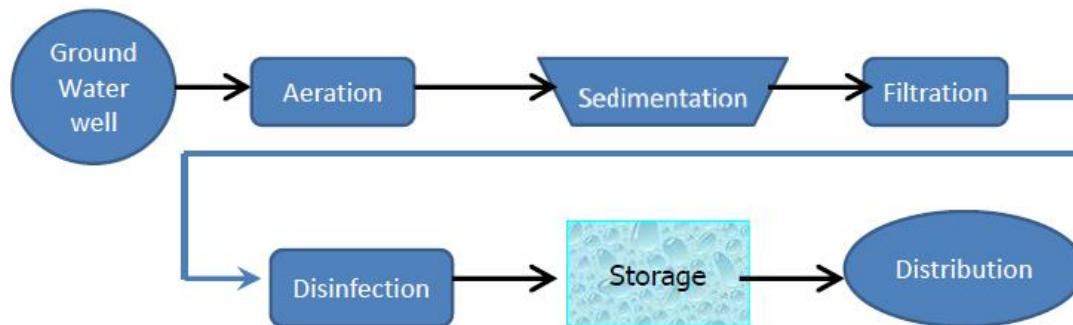 Ground
Water
well
Aeration
Sedimentation
Filtration
Disinfection
Storage
Distribution